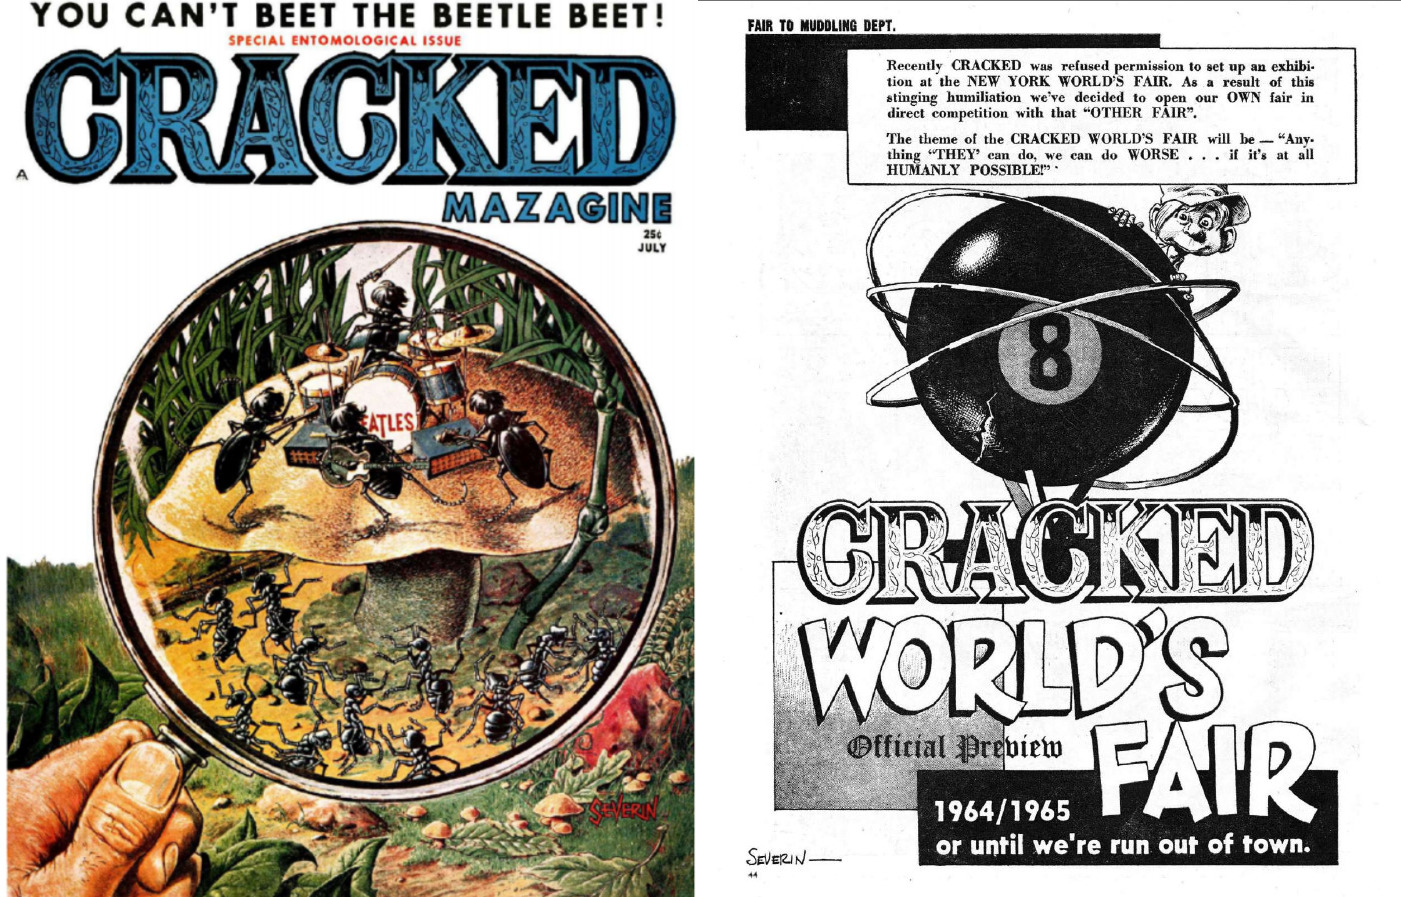 YOU CAN'T BEET THE BEETLE BEET!
SPECIAL ENTOMOLOGICAL ISSUE
CRACKED
MAZAGINE
25¢
JULY
EATLES
SEVERIN
FAIR TO MUDDLING DEPT.
Recently CRACKED was refused permission to set up an exhibi-
tion at the NEW YORK WORLD'S FAIR. As a result of this
stinging humiliation we've decided to open our OWN fair in
direct competition with that "OTHER FAIR".
The theme of the CRACKED WORLD'S FAIR will be — "Any-
thing "THEY' can do, we can do WORSE . . . if it's at all
HUMANLY POSSIBLE!"
8
CRACKED
WORLD'S
FAIR
Official Preview
1964/1965
or until we're run out of town.
SEVERIN
44